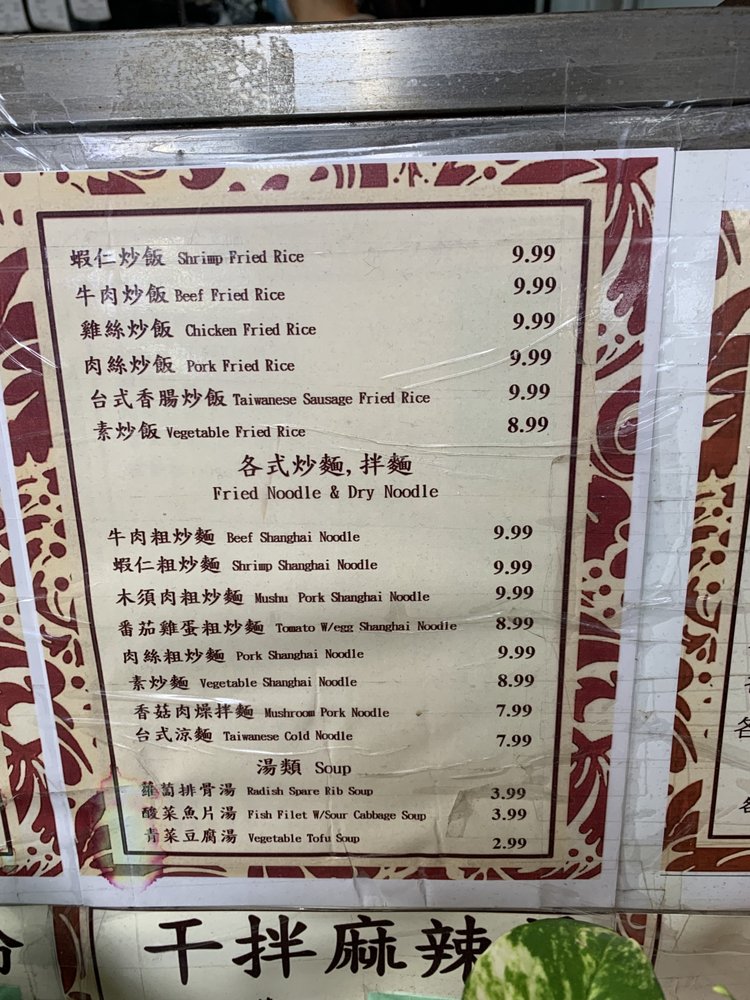 蝦仁炒飯 Shrimp Fried Rice 9.99
牛肉炒飯 Beef Fried Rice 9.99
雞絲炒飯 Chicken Fried Rice 9.99
肉絲炒飯 Pork Fried Rice 9.99
台式香腸炒飯 Taiwanese Sausage Fried Rice 9.99
素炒飯 Vegetable Fried Rice 8.99
各式炒麵, 拌麵
Fried Noodle & Dry Noodle
牛肉粗炒麵 Beef Shanghai Noodle 9.99
蝦仁粗炒麵 Shrimp Shanghai Noodle 9.99
木須肉粗炒麵 Mushu Pork Shanghai Noodle 9.99
番茄雞蛋粗炒麵 Tomato W/egg Shanghai Noodle 8.99
肉絲粗炒麵 Pork Shanghai Noodle 9.99
素炒麵 Vegetable Shanghai Noodle 8.99
香菇肉燥拌麵 Mushroom Pork Noodle 7.99
台式涼麵 Taiwanese Cold Noodle 7.99
湯類 Soup
蘿蔔排骨湯 Radish Spare Rib Soup 3.99
酸菜魚片湯 Fish Filet W/Sour Cabbage Soup 3.99
青菜豆腐湯 Vegetable Tofu Soup 2.99
干拌麻辣